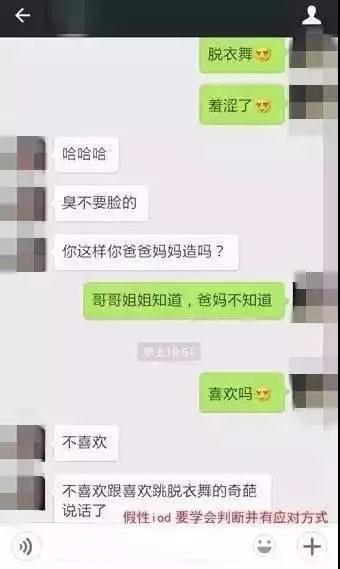 脱衣舞
羞涩了
哈哈哈
臭不要脸的
你这样你爸爸妈妈造吗？
哥哥姐姐知道，爸妈不知道
早上10:51
喜欢吗
不喜欢
不喜欢跟喜欢跳脱衣舞的奇葩
说话了
假性iod 要学会判断并有应对方式